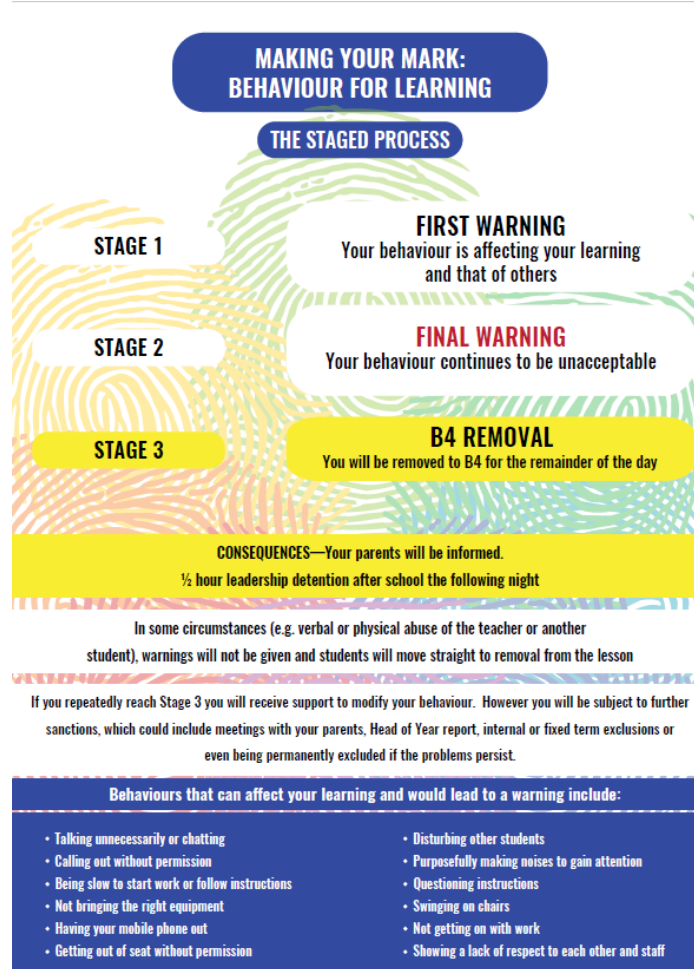 MAKING YOUR MARK:
BEHAVIOUR FOR LEARNING
THE STAGED PROCESS
STAGE 1
FIRST WARNING
Your behaviour is affecting your learning
and that of others
STAGE 2
FINAL WARNING
Your behaviour continues to be unacceptable
STAGE 3
B4 REMOVAL
You will be removed to B4 for the remainder of the day
CONSEQUENCES—Your parents will be informed.
½ hour leadership detention after school the following night
In some circumstances (e.g. verbal or physical abuse of the teacher or another
student), warnings will not be given and students will move straight to removal from the lesson
If you repeatedly reach Stage 3 you will receive support to modify your behaviour. However you will be subject to further
sanctions, which could include meetings with your parents, Head of Year report, internal or fixed term exclusions or
even being permanently excluded if the problems persist.
Behaviours that can affect your learning and would lead to a warning include:
• Talking unnecessarily or chatting
• Calling out without permission
• Being slow to start work or follow instructions
• Not bringing the right equipment
• Having your mobile phone out
• Getting out of seat without permission
• Disturbing other students
• Purposefully making noises to gain attention
• Questioning instructions
• Swinging on chairs
• Not getting on with work
• Showing a lack of respect to each other and staff